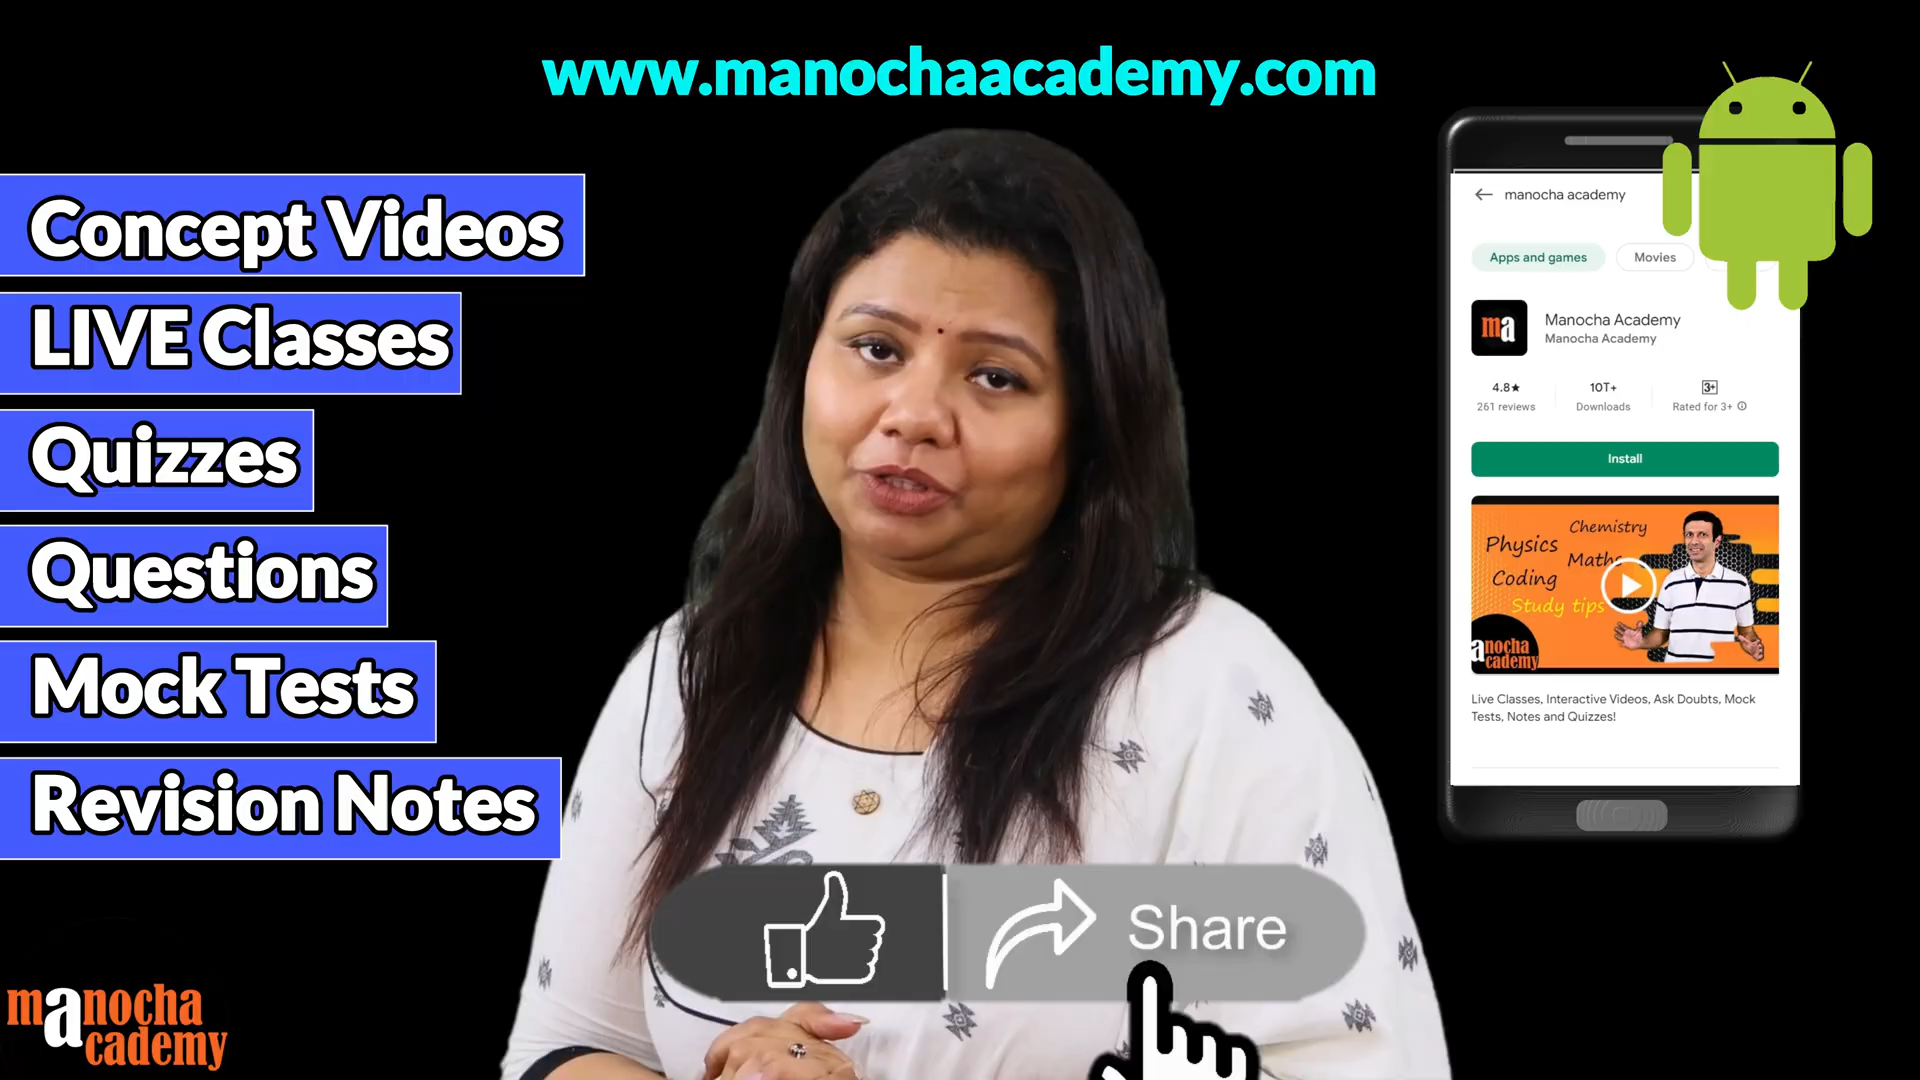 www.manochaacademy.com
Concept Videos
LIVE Classes
Quizzes
Questions
Mock Tests
Revision Notes
manocha
academy
manocha academy
Apps and games
Movies
ma
Manocha Academy
Manocha Academy
4.8★
10T+
3+
261 reviews
Downloads
Rated for 3+
Install
Chemistry
Physics
Maths
Coding
Study tips
anocha
cademy
Live Classes, Interactive Videos, Ask Doubts, Mock
Tests, Notes and Quizzes!
Share